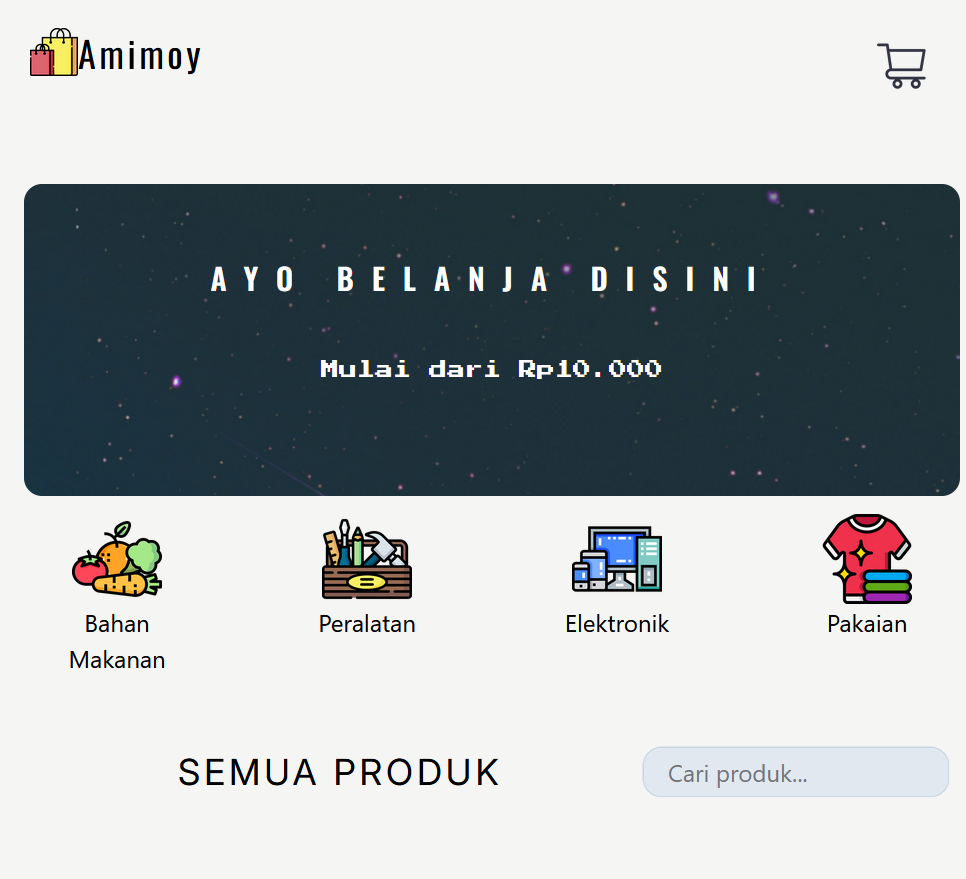 Amimoy
AYO BELANJA DISINI
Mulai dari Rp10.000
Bahan
Makanan
Peralatan
Elektronik
Pakaian
SEMUA PRODUK
Cari produk...